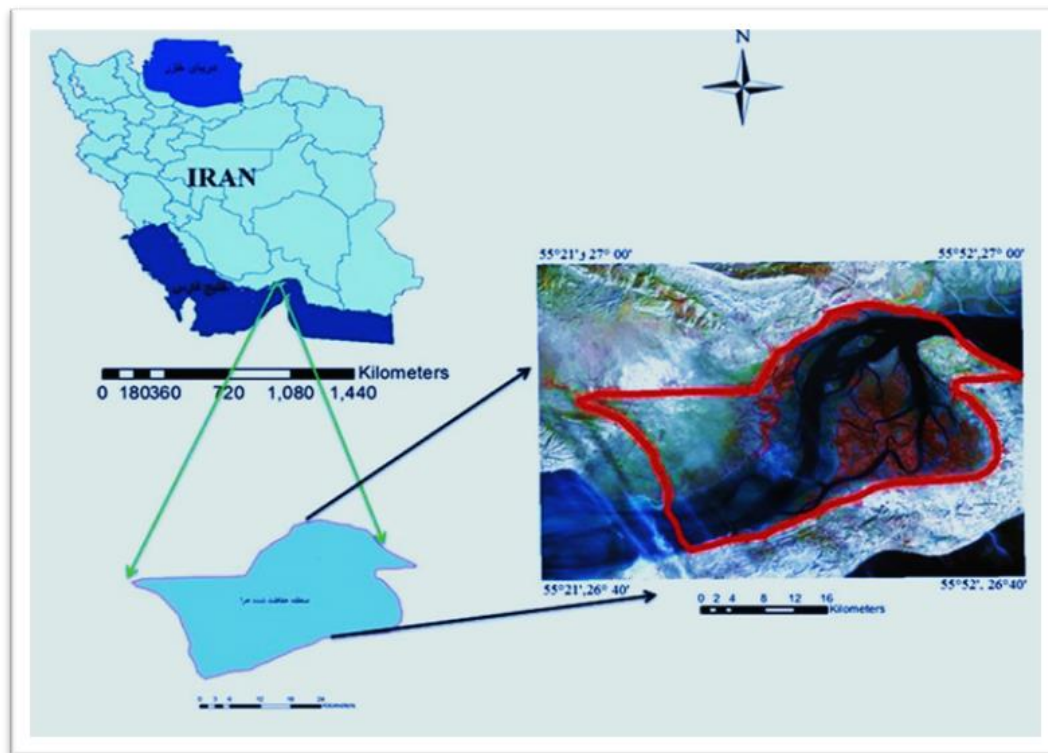 دریای خزر
N
IRAN
خلیج فارس
Kilometers
0 180360 720 1,080 1,440
55°21' و 27° 00'
55°52',27° 00'
55°21',26° 40'
55°52', 26°40'
0 2 4 8 12 16
Kilometers
منطقه حفاظت شده حرا
Kilometers